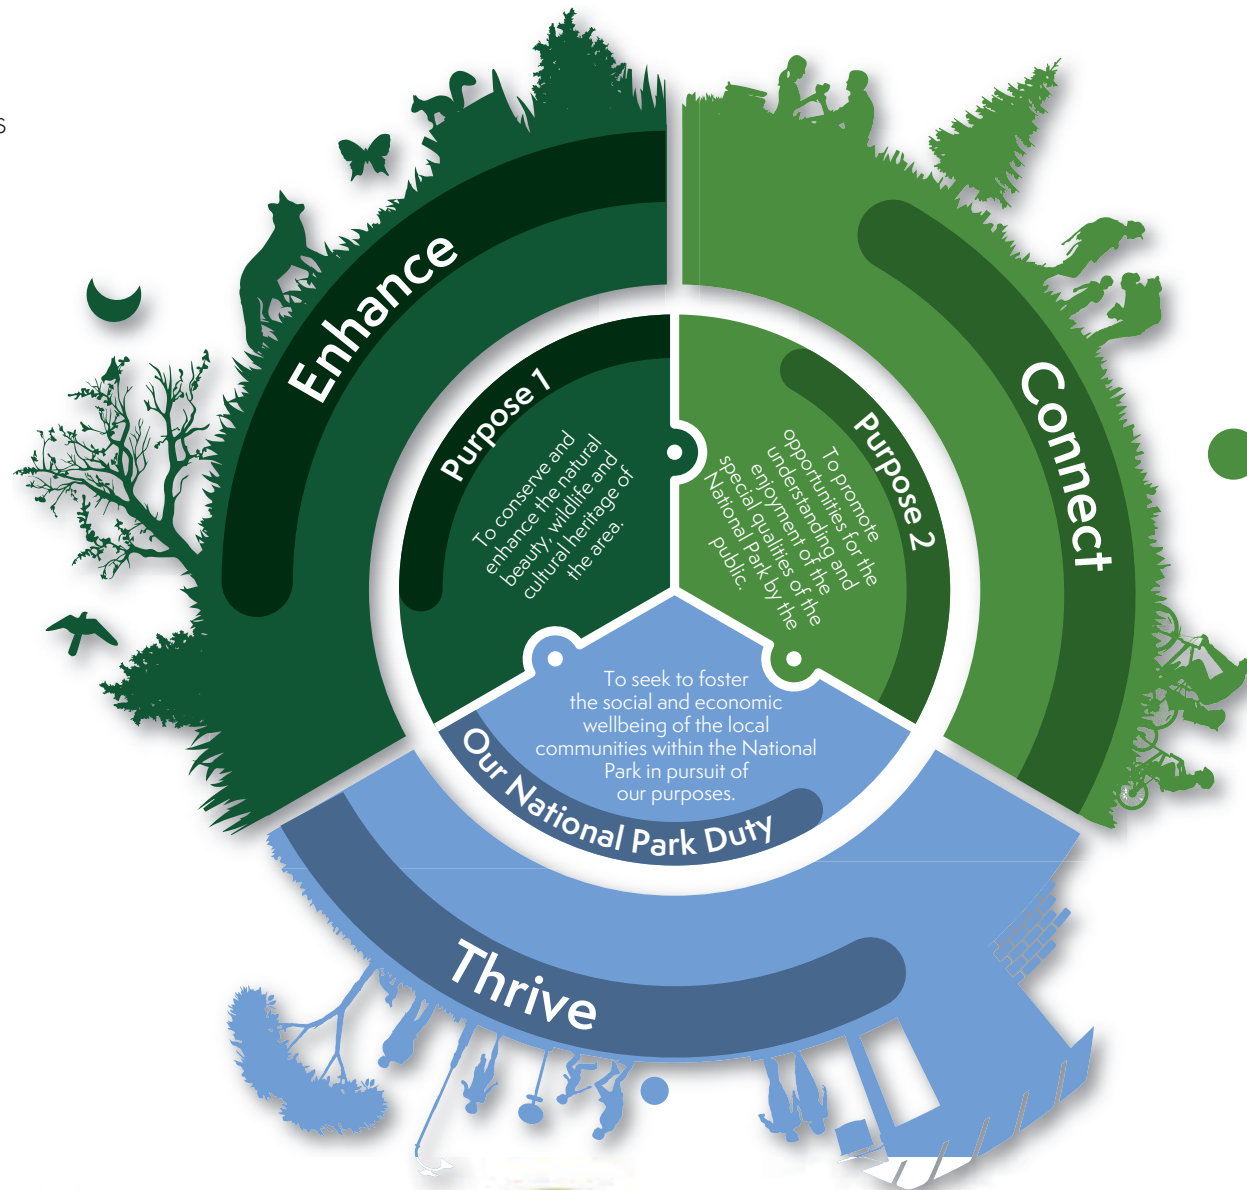 s
Enhance
Purpose 1
To conserve and
enhance the natural
beauty, wildlife and
cultural heritage of
the area.
Connect
Purpose 2
To promote
opportunities for the
understanding and
enjoyment of the
special qualities of the
National Park by the
public.
To seek to foster
the social and economic
wellbeing of the local
communities within the National
Park in pursuit of
our purposes.
Our National Park Duty
Thrive